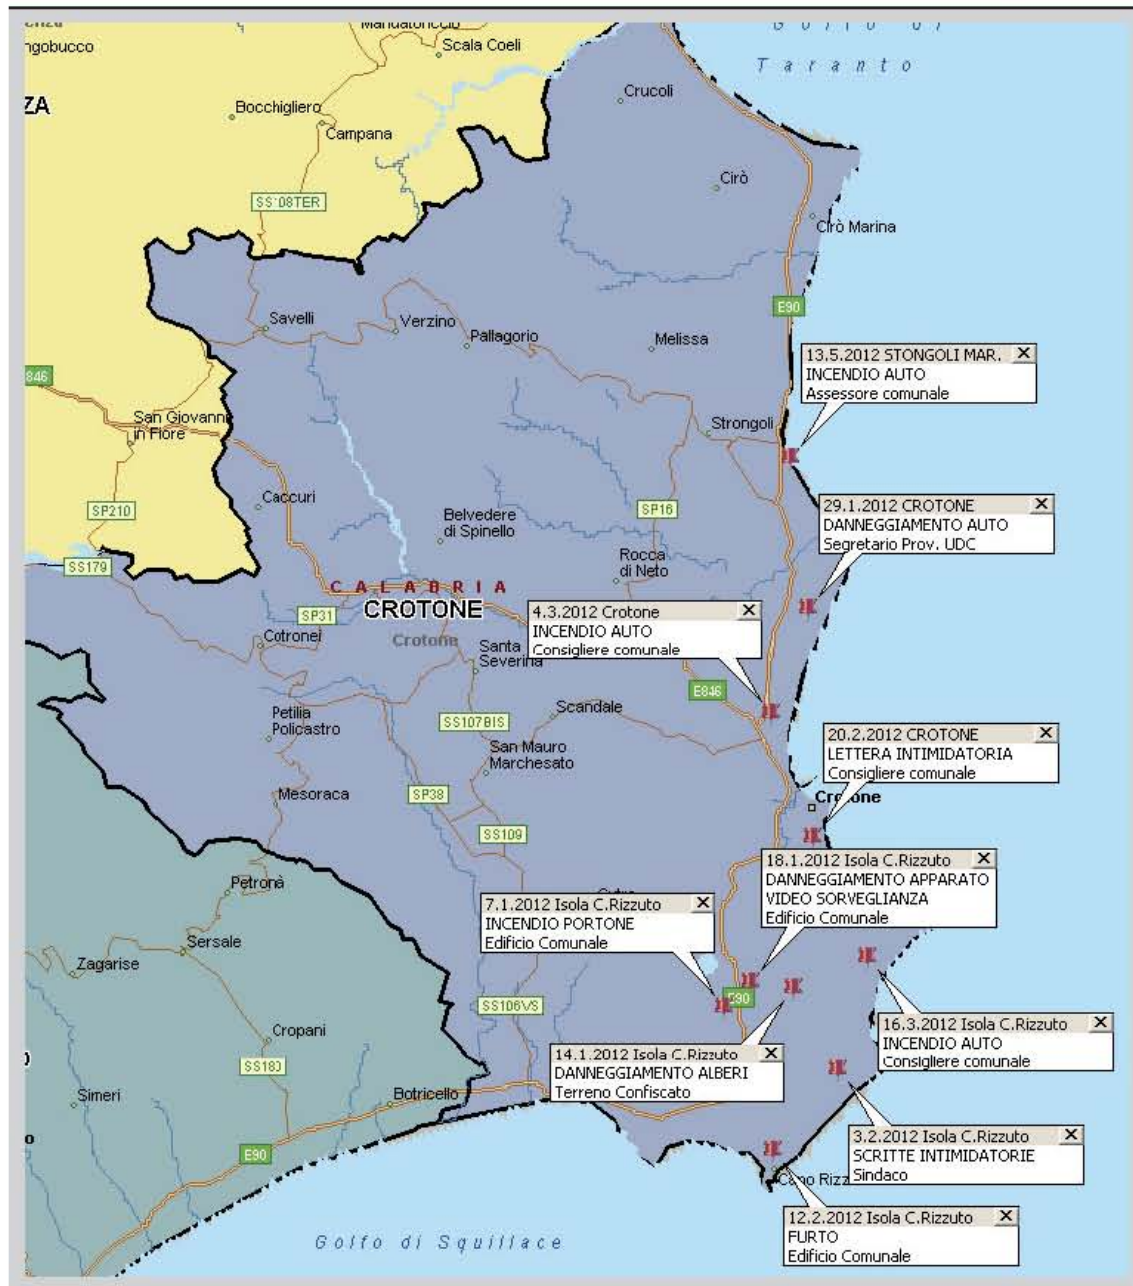 Golfo di
Taranto
ngobucco
Scala Coeli
Crucoli
ZA
Bocchigliero
Campana
Cirò
SS108TER
Cirò Marina
E90
Savelli
Verzino
Pallagorio
Melissa
13.5.2012 STONGOLI MAR.
INCENDIO AUTO
Assessore comunale
846
San Giovanni
in Fiore
Strongoli
Caccuri
SP210
Belvedere
di Spinello
SP16
29.1.2012 CROTONE
DANNEGGIAMENTO AUTO
Segretario Prov. UDC
SS179
Rocca
di Neto
CALABRIA
CROTONE
SP31
Crotone
Cotronei
4.3.2012 Crotone
INCENDIO AUTO
Consigliere comunale
Santa
Severina
E846
Petilia
Policastro
SS107BIS
Scandale
20.2.2012 CROTONE
LETTERA INTIMIDATORIA
Consigliere comunale
San Mauro
Marchesato
Mesoraca
SP38
Crotone
SS109
18.1.2012 Isola C.Rizzuto
DANNEGGIAMENTO APPARATO
VIDEO SORVEGLIANZA
Edificio Comunale
Petronà
7.1.2012 Isola C.Rizzuto
INCENDIO PORTONE
Edificio Comunale
Sersale
Zagarise
E90
SS106VS
16.3.2012 Isola C.Rizzuto
INCENDIO AUTO
Consigliere comunale
Cropani
14.1.2012 Isola C.Rizzuto
DANNEGGIAMENTO ALBERI
Terreno Confiscato
SS180
Simeri
Botricello
E90
3.2.2012 Isola C.Rizzuto
SCRITTE INTIMIDATORIE
Sindaco
Capo Rizz
12.2.2012 Isola C.Rizzuto
FURTO
Edificio Comunale
Golfo di Squillace